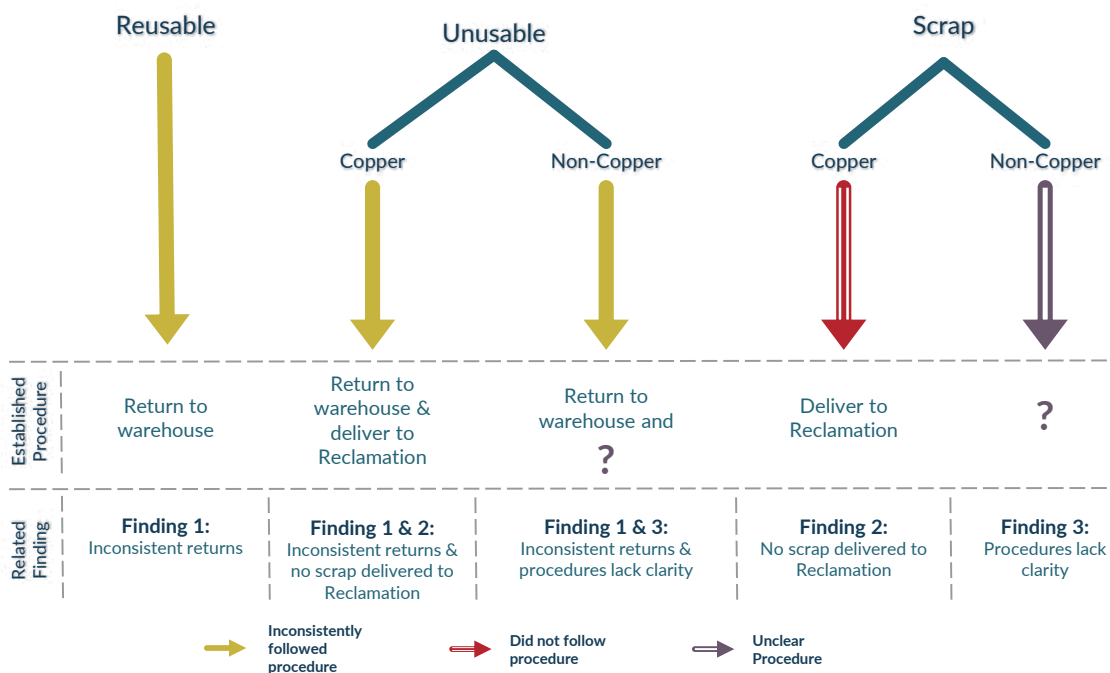 Reusable
Unusable
Scrap
Copper
Non-Copper
Copper
Non-Copper
Established
Procedure
Return to
warehouse
Return to
warehouse &
deliver to
Reclamation
Return to
warehouse and
?
Deliver to
Reclamation
?
Related
Finding
Finding 1:
Inconsistent returns
Finding 1 & 2:
Inconsistent returns &
no scrap delivered to
Reclamation
Finding 1 & 3:
Inconsistent returns &
procedures lack clarity
Finding 2:
No scrap delivered to
Reclamation
Finding 3:
Procedures lack
clarity
Inconsistently
followed
procedure
Did not follow
procedure
Unclear
Procedure